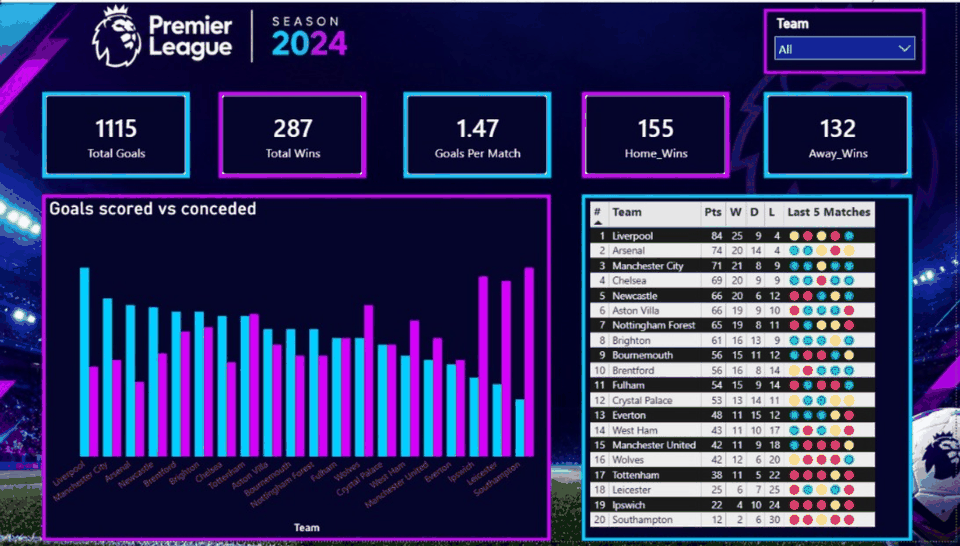 Premier
League
SEASON
2024
Team
All
1115
Total Goals
287
Total Wins
1.47
Goals Per Match
155
Home_Wins
132
Away_Wins
Goals scored vs conceded
Liverpool
Manchester City
Arsenal
Newcastle
Brentford
Brighton
Chelsea
Tottenham
Aston Villa
Bournemouth
Nottingham Forest
Fulham
Wolves
Crystal Palace
West Ham
Manchester United
Everton
Ipswich
Leicester
Southampton
Team
# Team Pts W D L Last 5 Matches
1 Liverpool 84 25 9 4
2 Arsenal 74 20 14 4
3 Manchester City 71 21 8 9
4 Chelsea 69 20 9 9
5 Newcastle 66 20 6 12
6 Aston Villa 66 19 9 10
7 Nottingham Forest 65 19 8 11
8 Brighton 61 16 13 9
9 Bournemouth 56 15 11 12
10 Brentford 56 16 8 14
11 Fulham 54 15 9 14
12 Crystal Palace 53 13 14 11
13 Everton 48 11 15 12
14 West Ham 43 11 10 17
15 Manchester United 42 11 9 18
16 Wolves 42 12 6 20
17 Tottenham 38 11 5 22
18 Leicester 25 6 7 25
19 Ipswich 22 4 10 24
20 Southampton 12 2 6 30